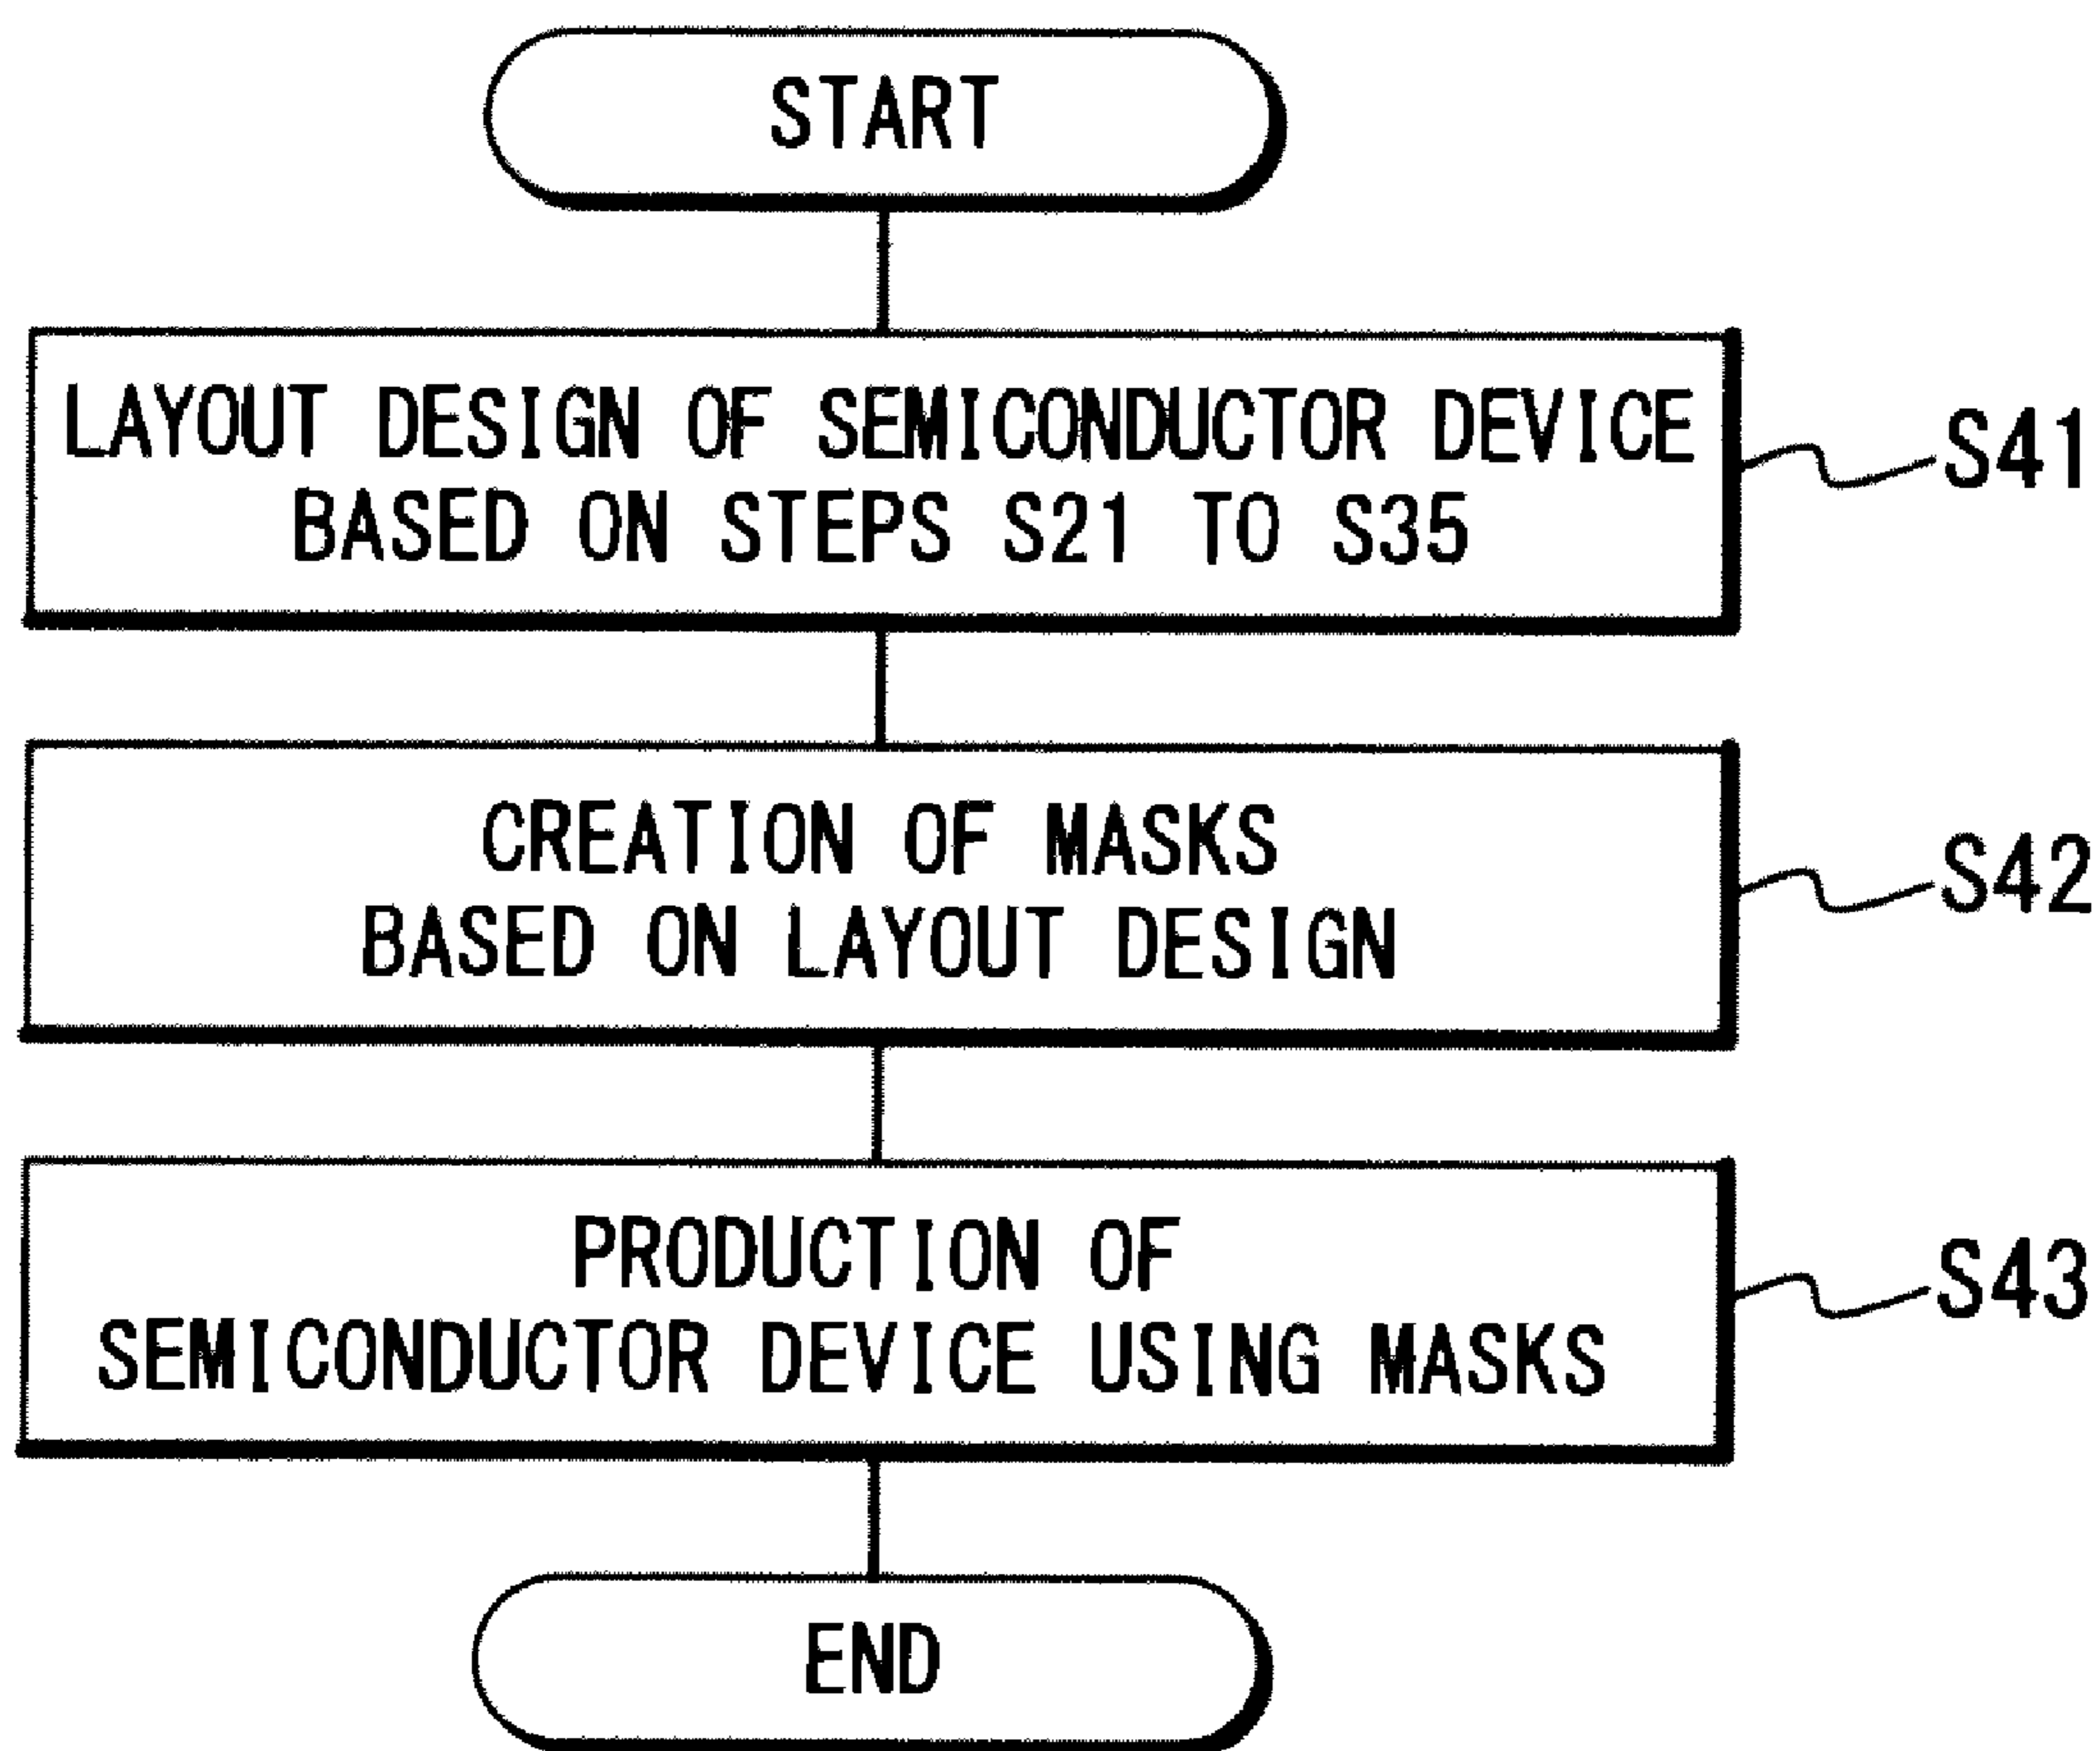 START
LAYOUT DESIGN OF SEMICONDUCTOR DEVICE
BASED ON STEPS S21 TO S35
S41
CREATION OF MASKS
BASED ON LAYOUT DESIGN
S42
PRODUCTION OF
SEMICONDUCTOR DEVICE USING MASKS
S43
END